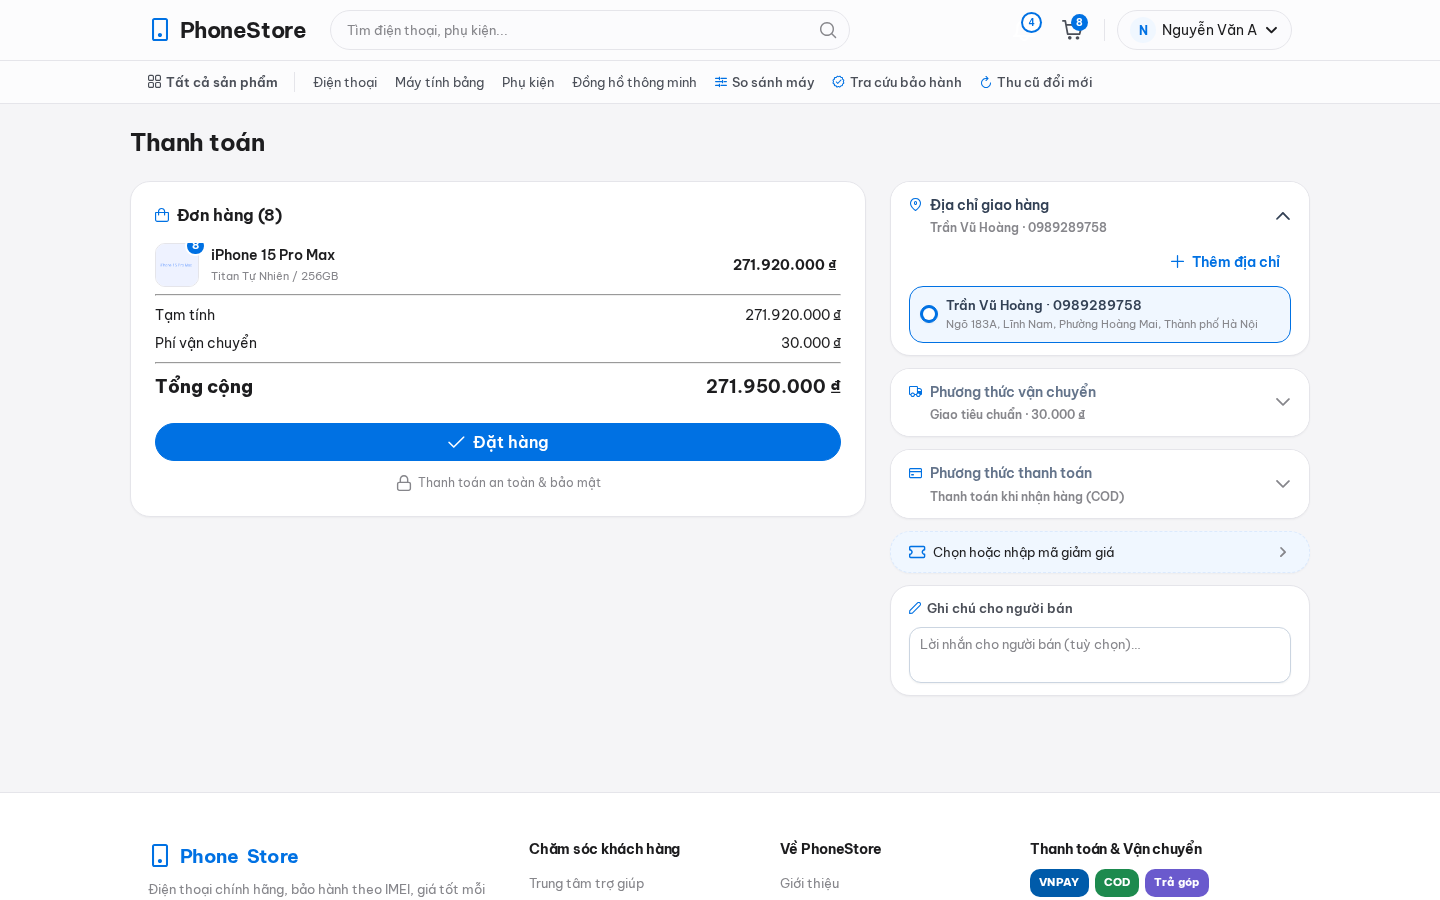 PhoneStore
Tìm điện thoại, phụ kiện...
4
8
N
Nguyễn Văn A
Tất cả sản phẩm
Điện thoại
Máy tính bảng
Phụ kiện
Đồng hồ thông minh
So sánh máy
Tra cứu bảo hành
Thu cũ đổi mới
Thanh toán
Đơn hàng (8)
8
iPhone 15 Pro Max
Titan Tự Nhiên / 256GB
271.920.000 ₫
Tạm tính
271.920.000 ₫
Phí vận chuyển
30.000 ₫
Tổng cộng
271.950.000 ₫
Đặt hàng
Thanh toán an toàn & bảo mật
Địa chỉ giao hàng
Trần Vũ Hoàng · 0989289758
Thêm địa chỉ
Trần Vũ Hoàng · 0989289758
Ngõ 183A, Lĩnh Nam, Phường Hoàng Mai, Thành phố Hà Nội
Phương thức vận chuyển
Giao tiêu chuẩn · 30.000 ₫
Phương thức thanh toán
Thanh toán khi nhận hàng (COD)
Chọn hoặc nhập mã giảm giá
Ghi chú cho người bán
Lời nhắn cho người bán (tuỳ chọn)...
Phone Store
Điện thoại chính hãng, bảo hành theo IMEI, giá tốt mỗi
Chăm sóc khách hàng
Trung tâm trợ giúp
Về PhoneStore
Giới thiệu
Thanh toán & Vận chuyển
VNPAY
COD
Trả góp